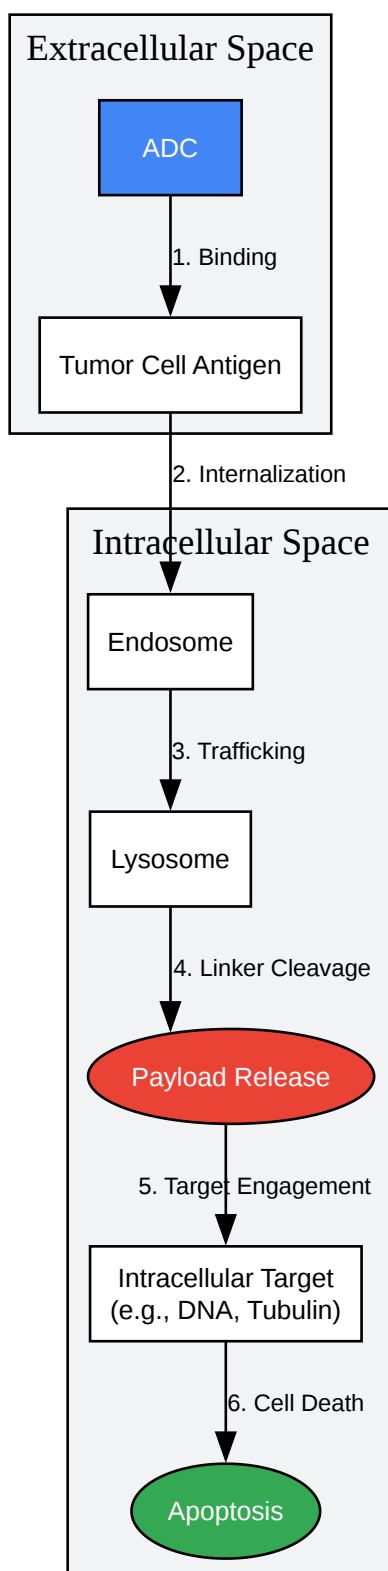 Extracellular Space
ADC
1. Binding
Tumor Cell Antigen
2. Internalization
Intracellular Space
Endosome
3. Trafficking
Lysosome
4. Linker Cleavage
Payload Release
5. Target Engagement
Intracellular Target
(e.g., DNA, Tubulin)
6. Cell Death
Apoptosis